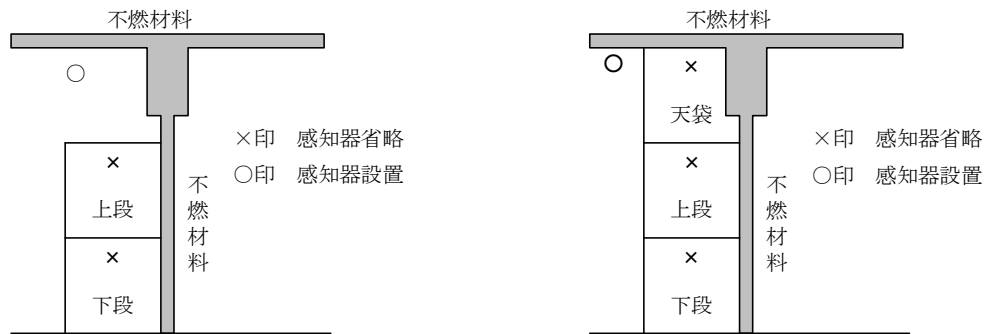 不燃材料
×印 感知器省略
○印 感知器設置
上段
下段
不燃材料
不燃材料
天袋
×印 感知器省略
○印 感知器設置
上段
下段
不燃材料